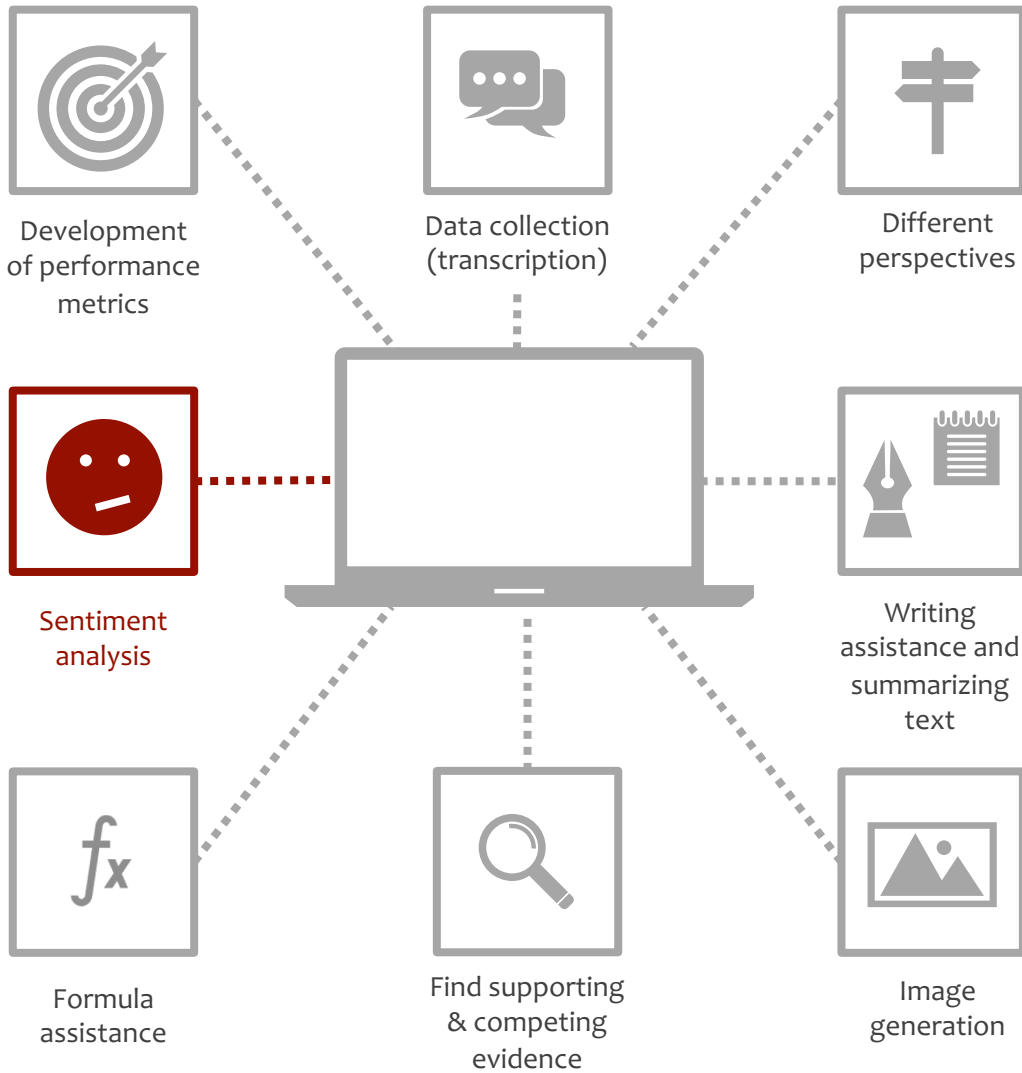 Development
of performance
metrics
Data collection
(transcription)
Different
perspectives
Sentiment
analysis
Writing
assistance and
summarizing
text
fx
Formula
assistance
Find supporting
& competing
evidence
Image
generation